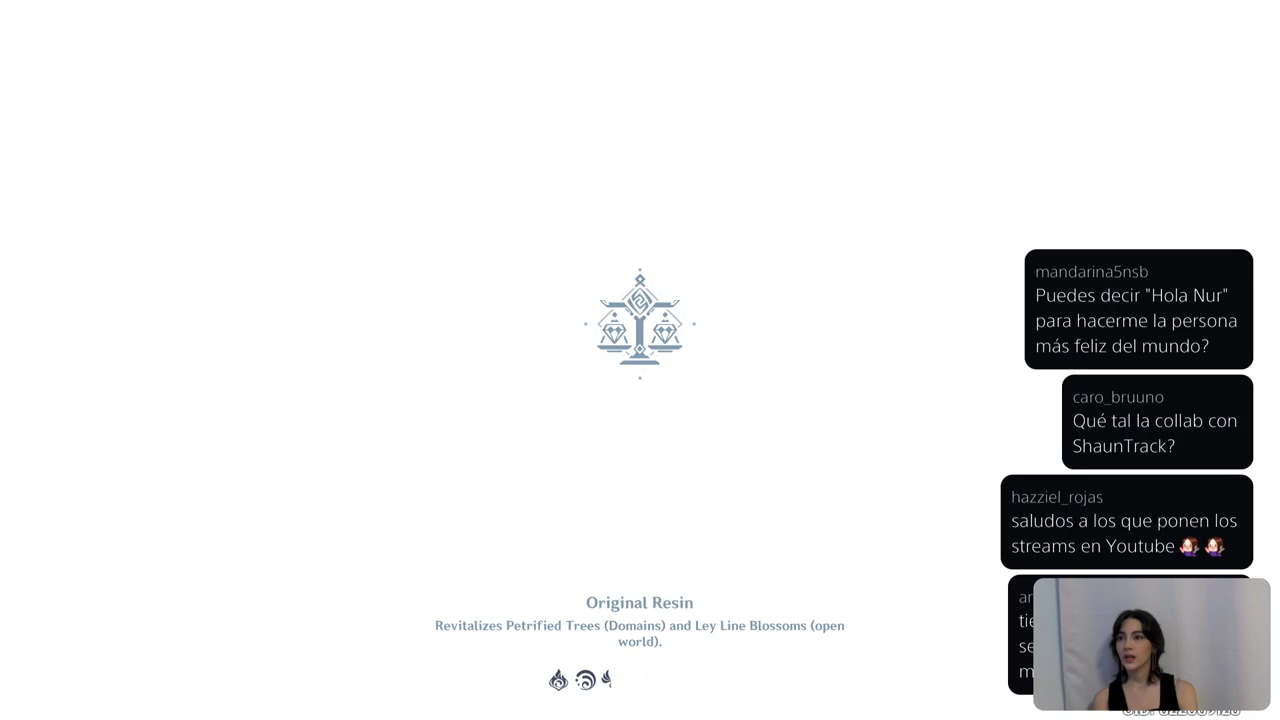 mandarina5nsb
Puedes decir "Hola Nur"
para hacerme la persona
más feliz del mundo?
caro_bruuno
Qué tal la collab con
ShaunTrack?
hazziel_rojas
saludos a los que ponen los
streams en Youtube
Original Resin
Revitalizes Petrified Trees (Domains) and Ley Line Blossoms (open
world).